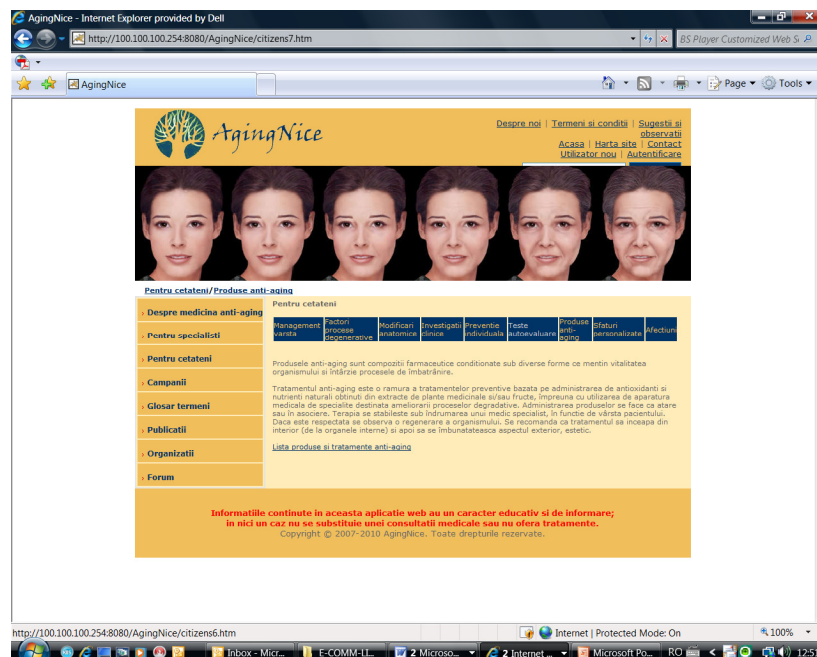 AgingNice - Internet Explorer provided by Dell
http://100.100.100.254:8080/AgingNice/citizens7.htm
BS Player Customized Web S
AgingNice
Page
Tools
AgingNice
Despre noi | Termeni si conditii | Sugestii si
observatii
Acasa | Harta site | Contact
Utilizator nou | Autentificare
Pentru cetateni/Produse anti-aging
Despre medicina anti-aging
Pentru specialisti
Pentru cetateni
Campanii
Glosar termeni
Publicatii
Organizatii
Forum
Pentru cetateni
Management varsta
Factori procese degenerative
Modificari anatomice
Investigatii clinice
Preventie individuala
Teste autoevaluare
Produse anti-aging
Sfaturi personalizate
Afectiuni
Produsele anti-aging sunt compozitii farmaceutice conditionate sub diverse forme ce mentin vitalitatea
organismului si întârzie procesele de îmbatrânire.
Tratamentul anti-aging este o ramura a tratamentelor preventive bazata pe administrarea de antioxidanti si
nutrienti naturali obtinuti din extracte de plante medicinale si/sau fructe, împreuna cu utilizarea de aparatura
medicala de specialite destinata ameliorarii proceselor degradative. Administrarea produselor se face ca atare
sau în asociere. Terapia se stabileste sub îndrumarea unui medic specialist, în functie de vârsta pacientului.
Daca este respectata se observa o regenerare a organismului. Se recomanda ca tratamentul sa inceapa din
interior (de la organele interne) si apoi sa se îmbunatateasca aspectul exterior, estetic.
Lista produse si tratamente anti-aging
Informatiile continute in aceasta aplicatie web au un caracter educativ si de informare;
in nici un caz nu se substituie unei consultatii medicale sau nu ofera tratamente.
Copyright © 2007-2010 AgingNice. Toate drepturile rezervate.
http://100.100.100.254:8080/AgingNice/citizens6.htm
Internet | Protected Mode: On
100%
Inbox - Micr...
E-COMM-LI...
2 Microso...
2 Internet ...
Microsoft Po...
RO
12:51